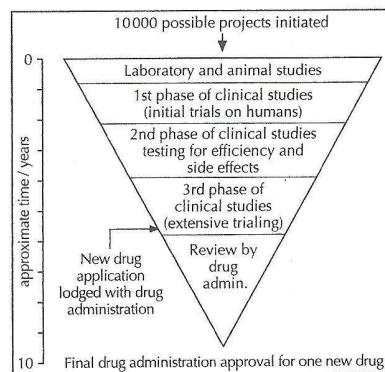 10 000 possible projects initiated
0
Laboratory and animal studies
1st phase of clinical studies
(initial trials on humans)
2nd phase of clinical studies
testing for efficiency and
side effects
3rd phase of
clinical studies
(extensive trialing)
approximate time / years
New drug
application
lodged with drug
administration
Review by
drug
admin.
10
Final drug administration approval for one new drug